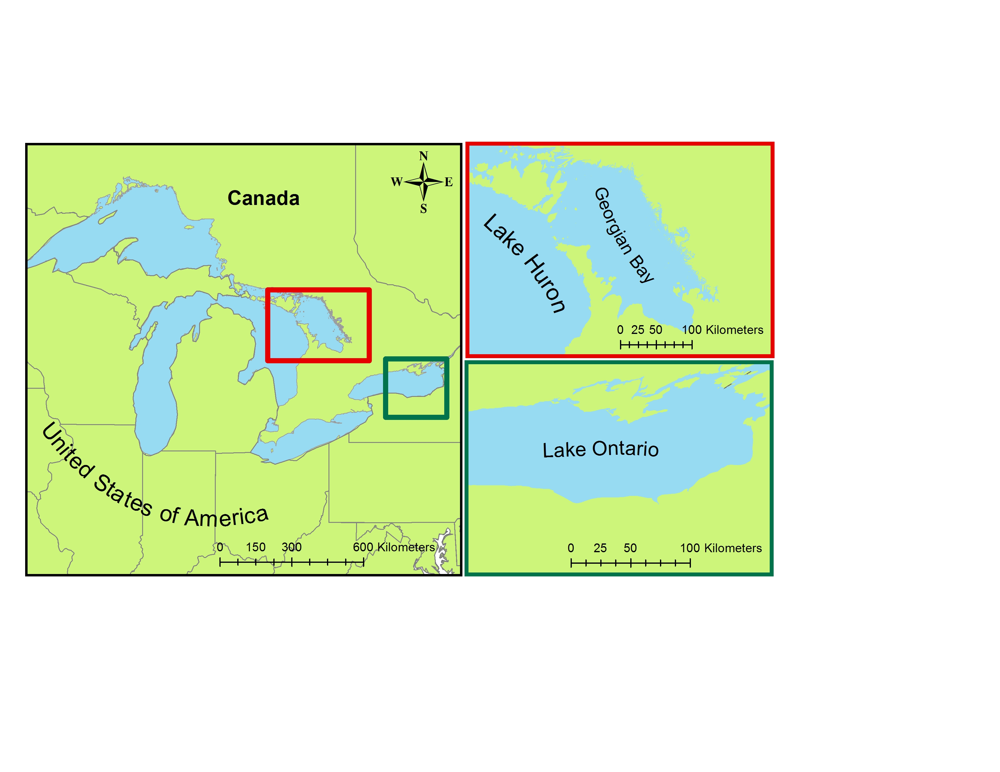 N
W E
S
Canada
United States of America
0 150 300 600 Kilometers
Lake Huron
Georgian Bay
0 25 50 100 Kilometers
Lake Ontario
0 25 50 100 Kilometers